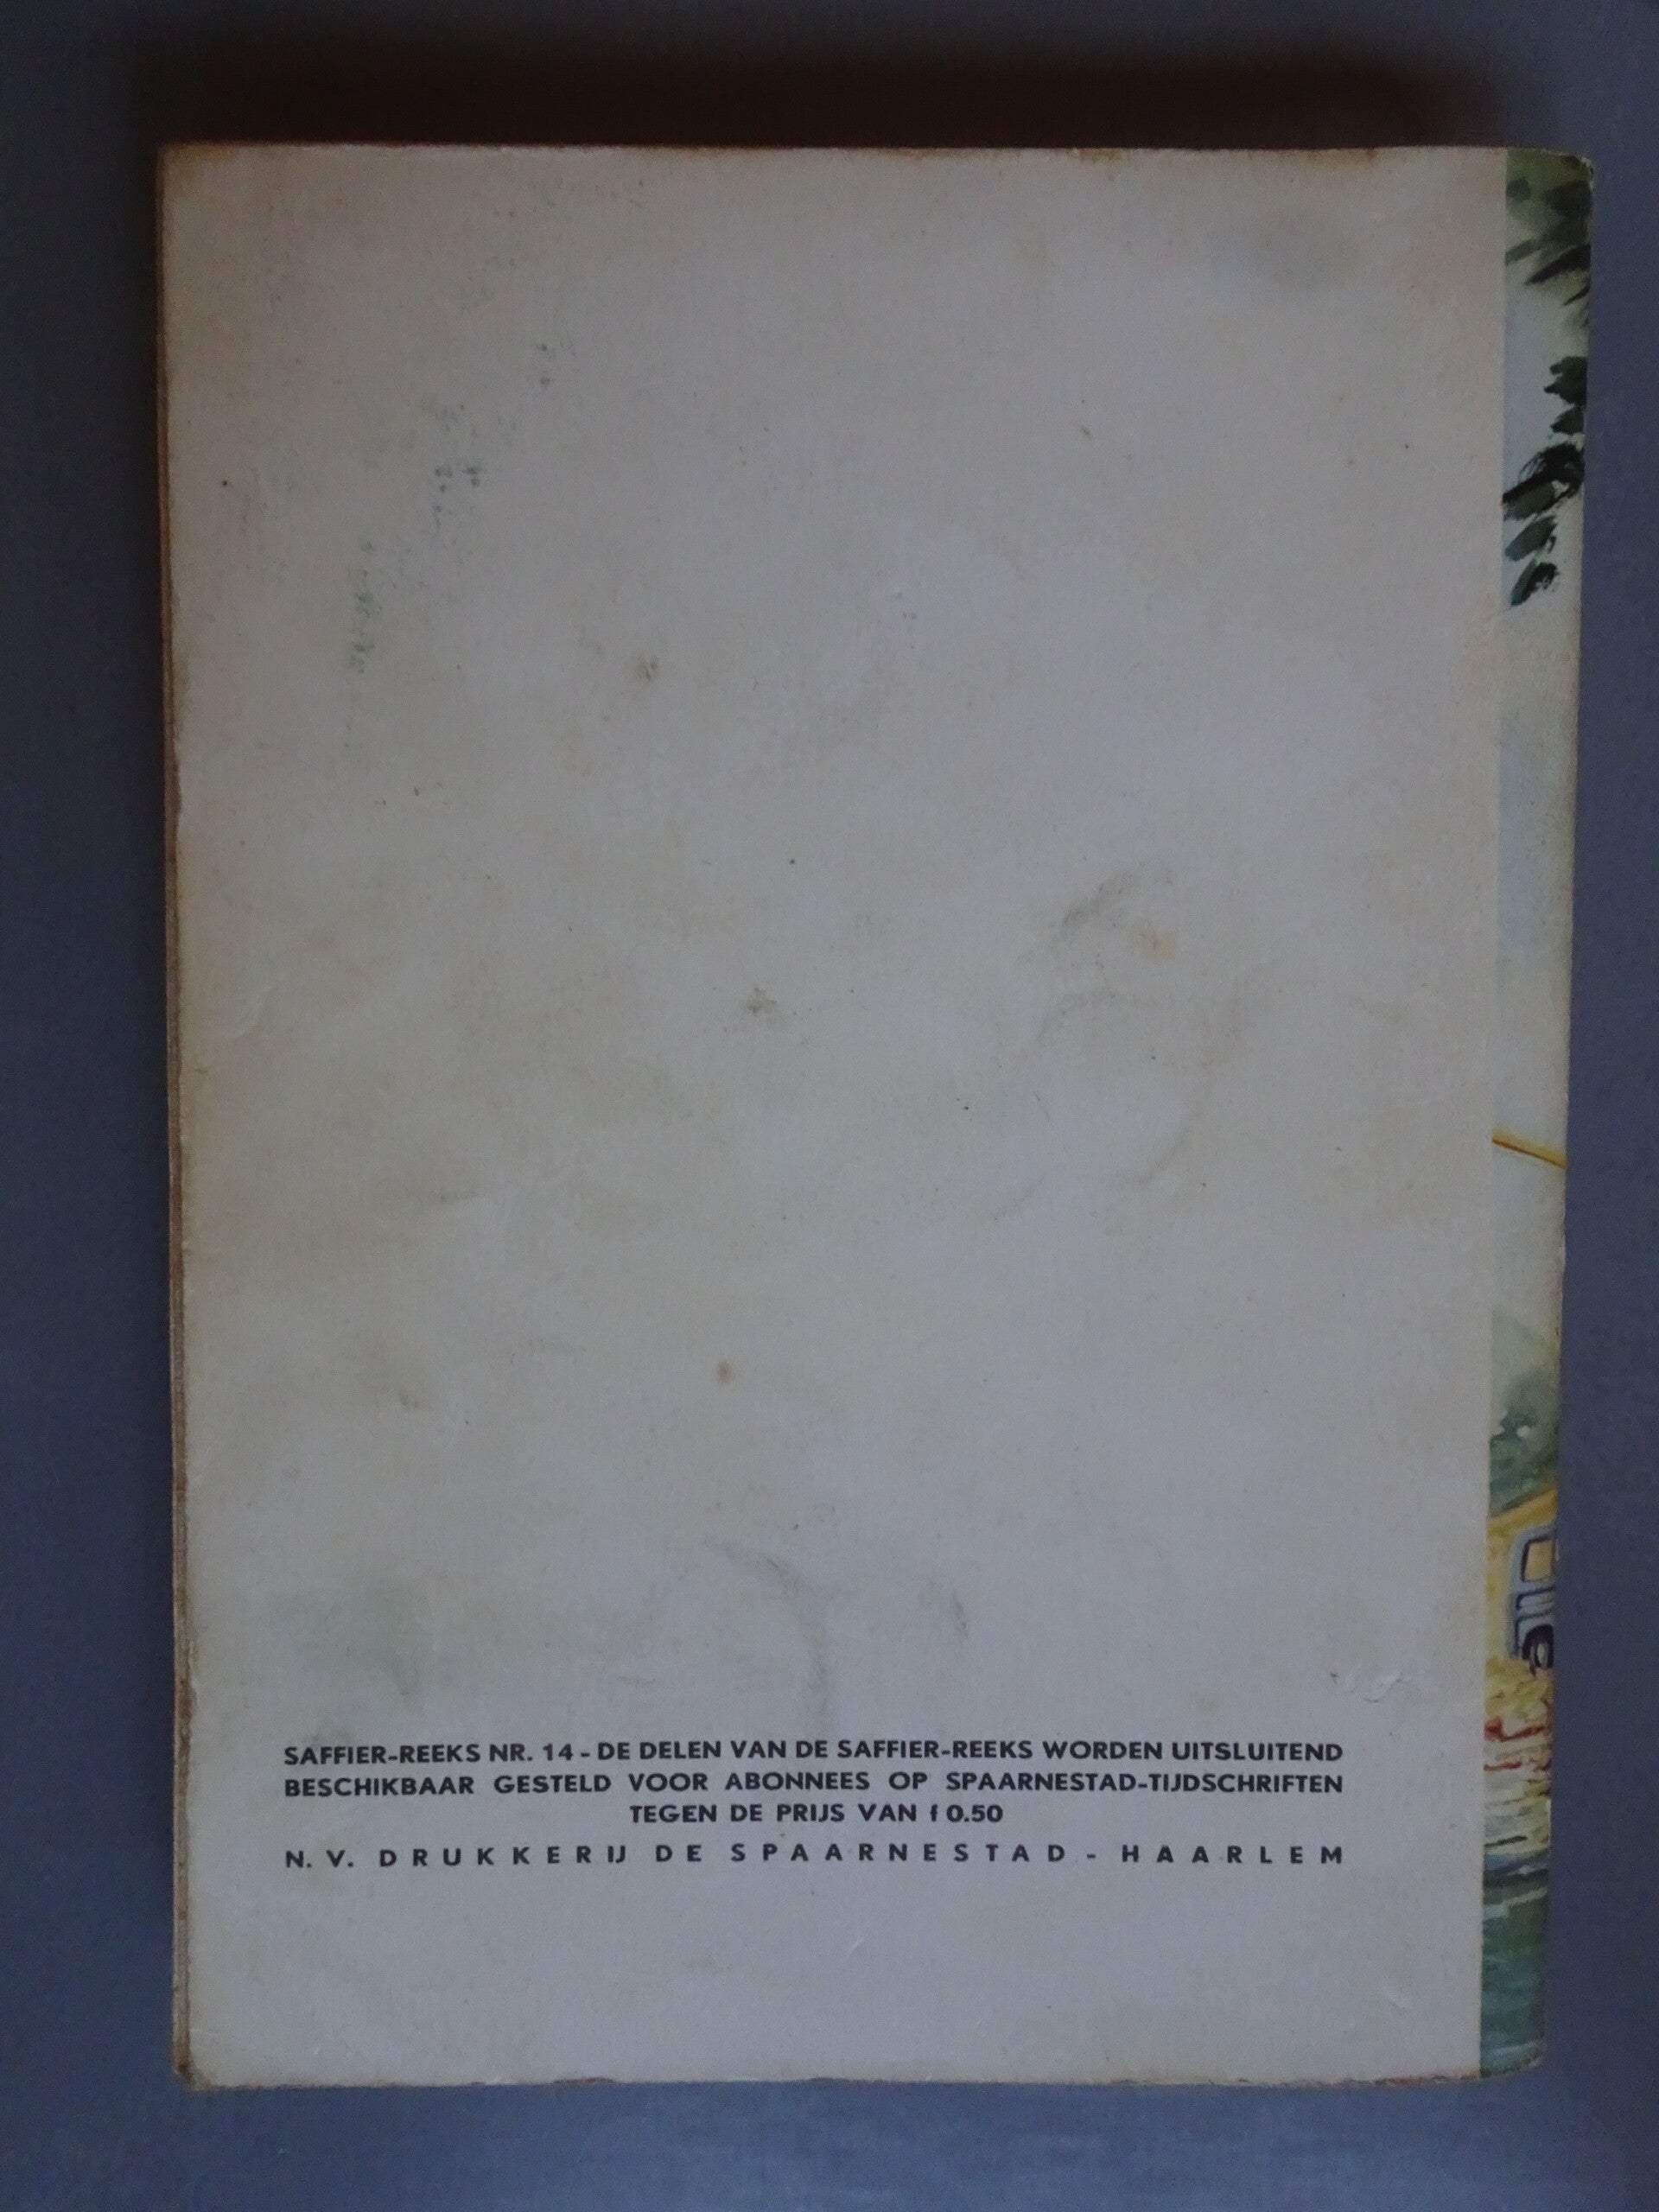 SAFFIER-REEKS NR. 14 - DE DELEN VAN DE SAFFIER-REEKS WORDEN UITSLUITEND
BESCHIKBAAR GESTELD VOOR ABONNEES OP SPAARNESTAD-TIJDSCHRIFTEN
TEGEN DE PRIJS VAN f 0.50
N. V. DRUKKERIJ DE SPAARNESTAD - HAARLEM